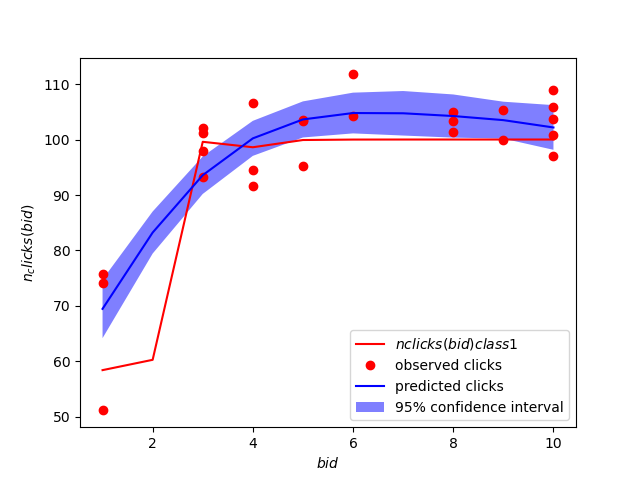 110
100
90
80
70
60
50
n_clicks(bid)
nclicks(bid)class1
observed clicks
predicted clicks
95% confidence interval
2 4 6 8 10
bid